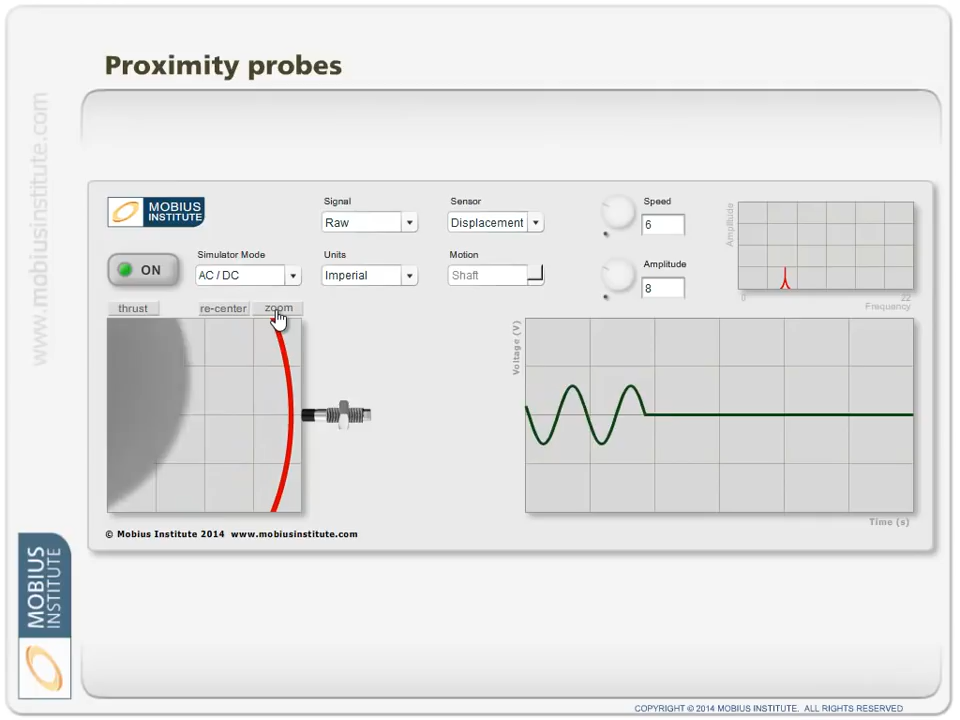 Proximity probes
www.mobiusinstitute.com
MOBIUS
INSTITUTE
Signal
Raw
Sensor
Displacement
Speed
6
ON
Simulator Mode
AC / DC
Units
Imperial
Motion
Shaft
Amplitude
8
Amplitude
0
22
Frequency
thrust
re-center
zoom
Voltage (V)
Time (s)
© Mobius Institute 2014 www.mobiusinstitute.com
MOBIUS
INSTITUTE
COPYRIGHT © 2014 MOBIUS INSTITUTE. ALL RIGHTS RESERVED